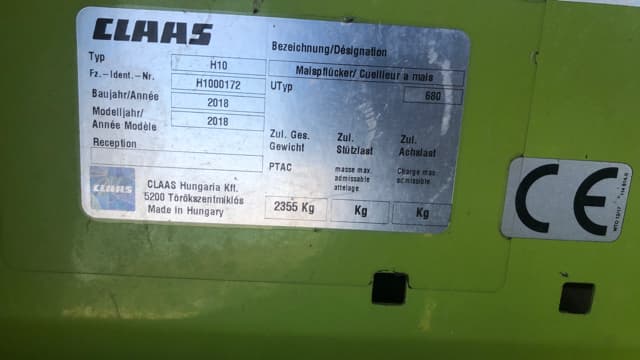 CLAAS
Bezeichnung/Désignation
Typ H10
Maispflücker/ Cueilleur a mais
Fz.-Ident.-Nr. H1000172
UTyp 680
Baujahr/Année 2018
Modelljahr/
Année Modèle 2018
Reception
Zul. Ges.
Gewicht
PTAC
2355 Kg
Zul.
Stützlast
masse max.
admissable
attelage.
Kg
Zul.
Achslast
Charge max.
admissible.
Kg
CLAAS
CLAAS Hungaria Kft.
5200 Törökszentmiklós
Made in Hungary
CE